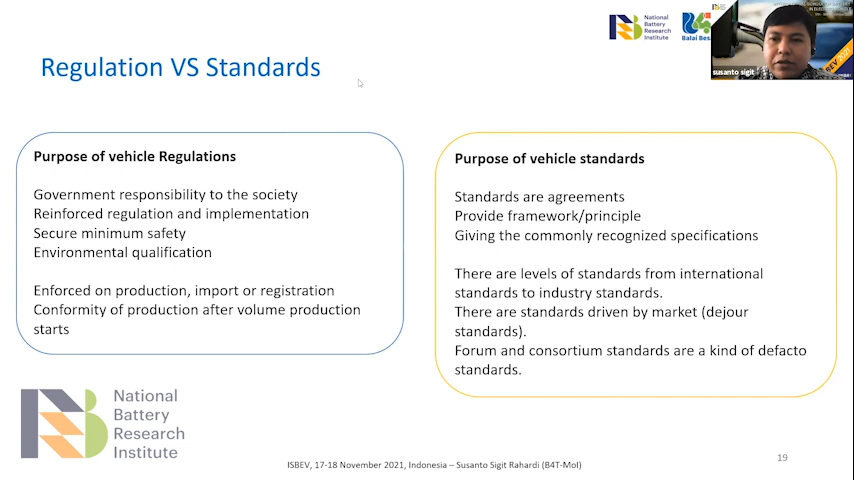 National
Battery
Research
Institute
Balai Bes
susanto sigit
Regulation VS Standards
Purpose of vehicle Regulations
Government responsibility to the society
Reinforced regulation and implementation
Secure minimum safety
Environmental qualification
Enforced on production, import or registration
Conformity of production after volume production
starts
Purpose of vehicle standards
Standards are agreements
Provide framework/principle
Giving the commonly recognized specifications
There are levels of standards from international
standards to industry standards.
There are standards driven by market (dejour
standards).
Forum and consortium standards are a kind of defacto
standards.
National
Battery
Research
Institute
ISBEV, 17-18 November 2021, Indonesia – Susanto Sigit Rahardi (B4T-MoI)
19